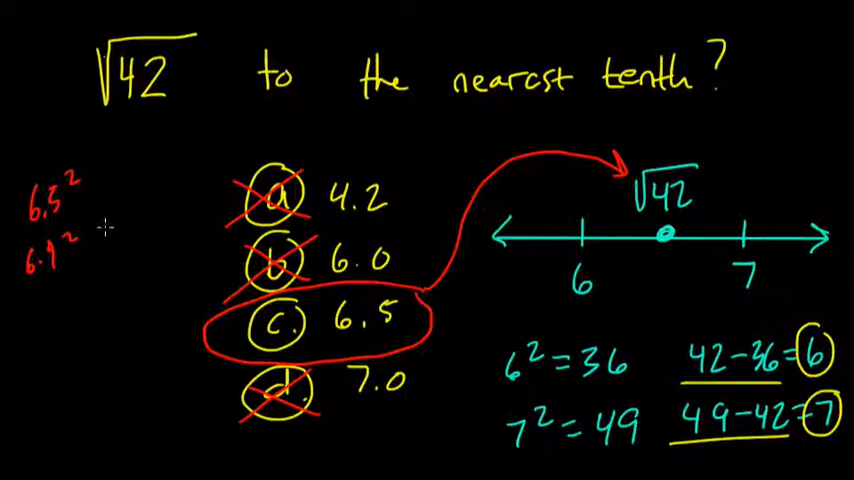 √42 to the nearest tenth?
6.5²
6.4²
a 4.2
b 6.0
c. 6.5
d. 7.0
√42
6 7
6² = 36 42-36=6
7² = 49 49-42=7